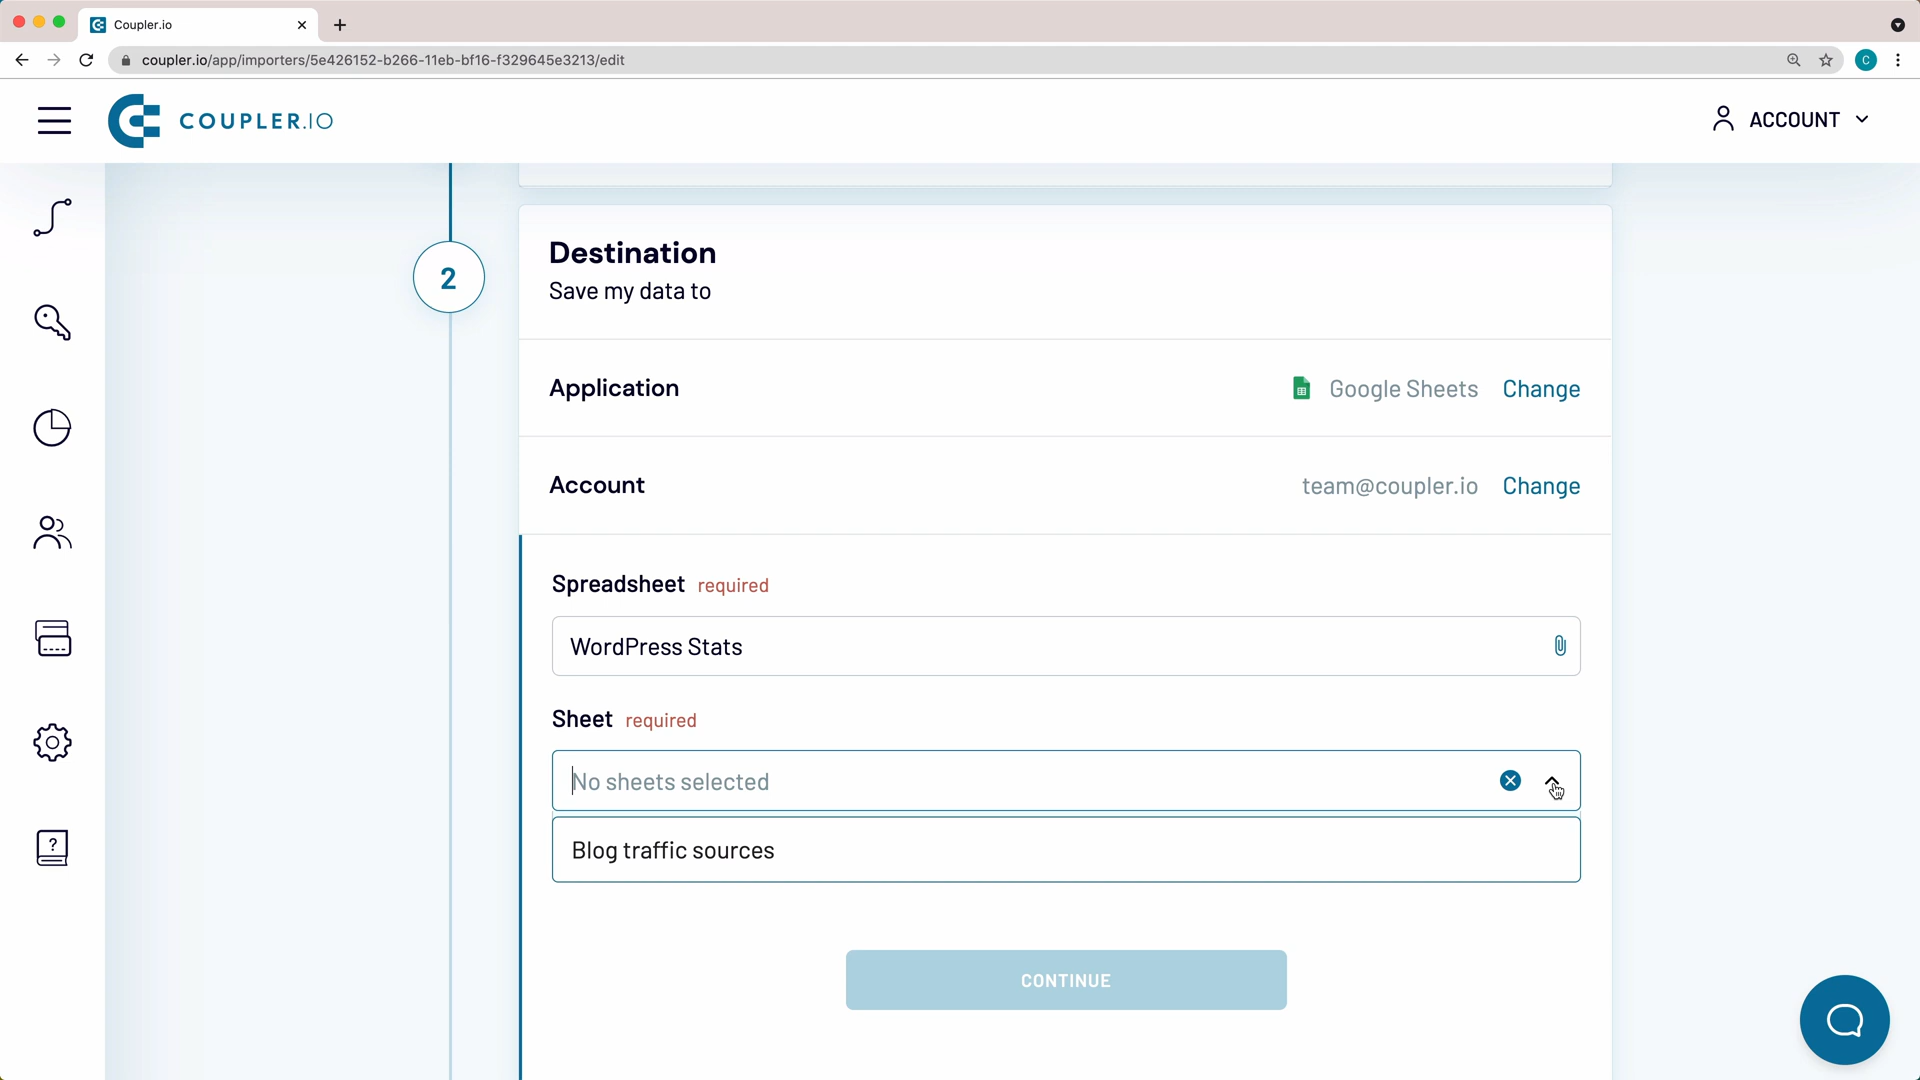 Coupler.io
coupler.io/app/importers/5e426152-b266-11eb-bf16-f329645e3213/edit
C
COUPLER.IO
ACCOUNT
2
Destination
Save my data to
Application
Google Sheets Change
Account
team@coupler.io Change
Spreadsheet required
WordPress Stats
Sheet required
No sheets selected
Blog traffic sources
CONTINUE
?